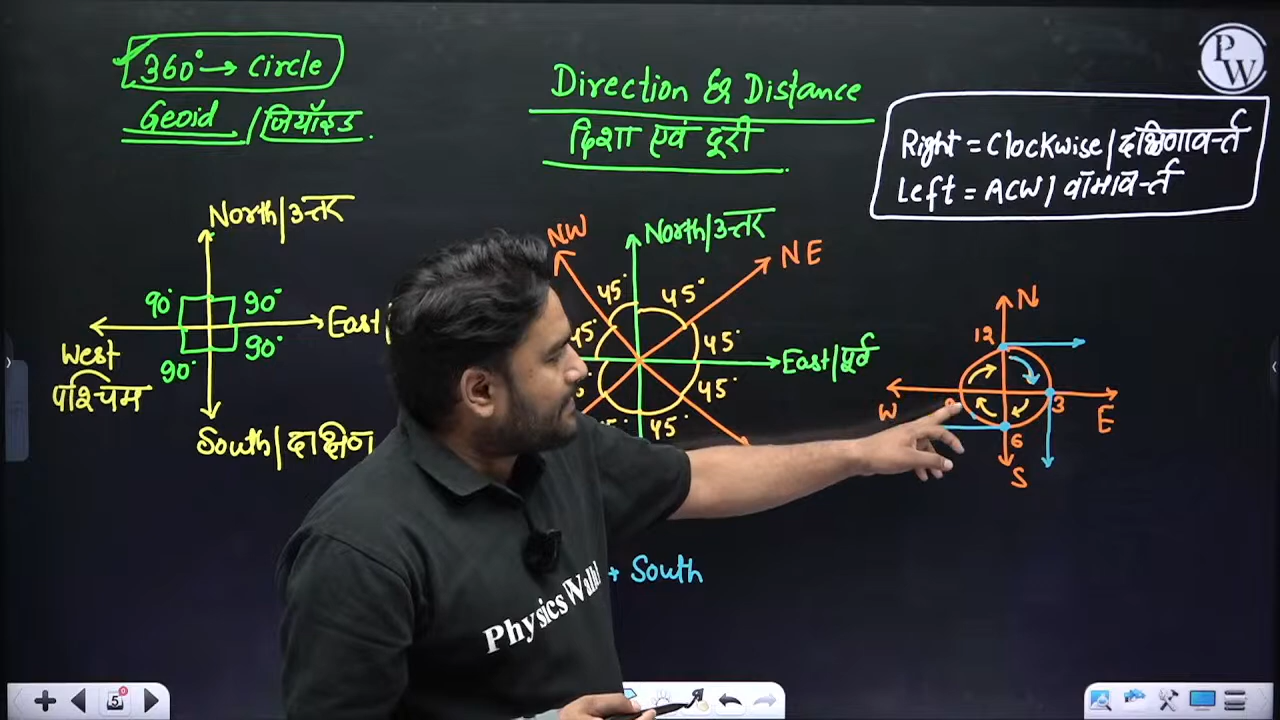 360° → Circle
Geoid / जियॉइड
Direction & Distance
दिशा एवं दूरी
PW
Right = Clockwise / दक्षिणावर्त
Left = ACW / वामावर्त
North/उत्तर
90° 90°
West
पश्चिम
East
90° 90°
South/दक्षिण
NW
North/उत्तर
NE
45° 45°
45° 45°
East/पूर्व
45°
45°
N
12
W
3
E
6
S
+ South
Physics Wallah
5